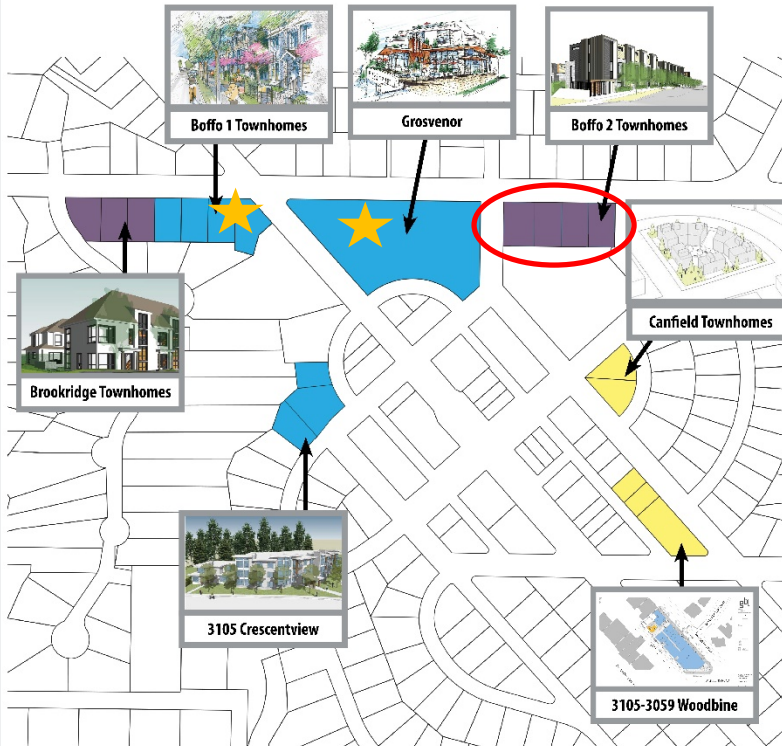 Boffo 1 Townhomes
Grosvenor
Boffo 2 Townhomes
Canfield Townhomes
Brookridge Townhomes
3105 Crescentview
3105-3059 Woodbine